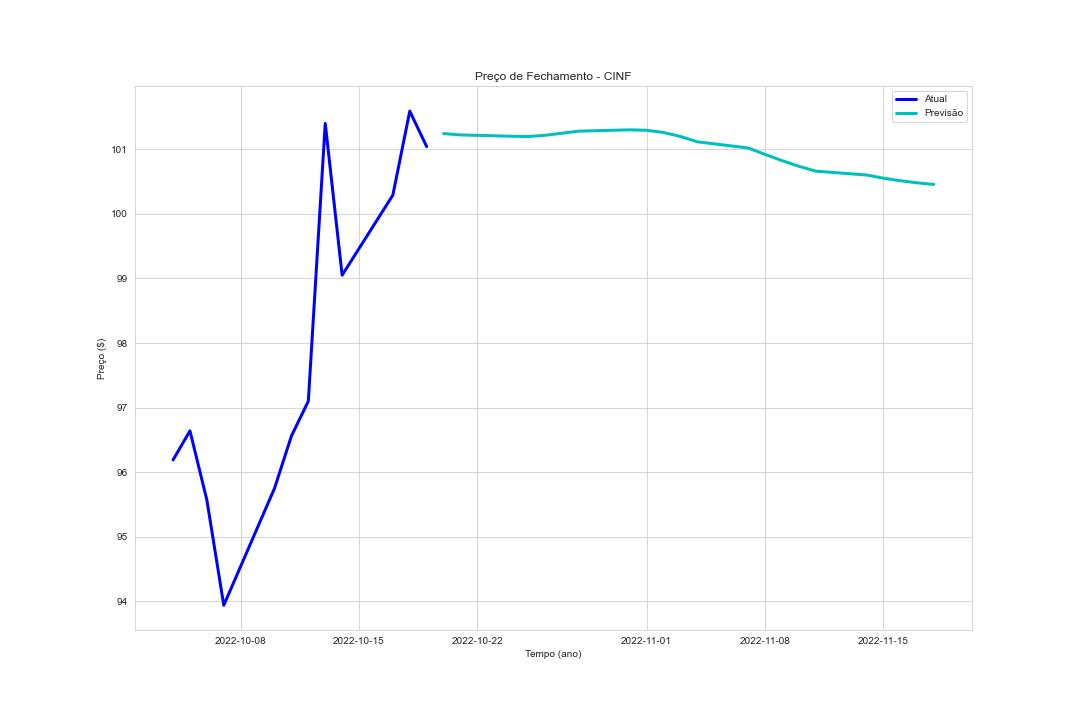 Preço de Fechamento - CINF
Atual
Previsão
Preço ($)
101
100
99
98
97
96
95
94
2022-10-08 2022-10-15 2022-10-22 2022-11-01 2022-11-08 2022-11-15
Tempo (ano)